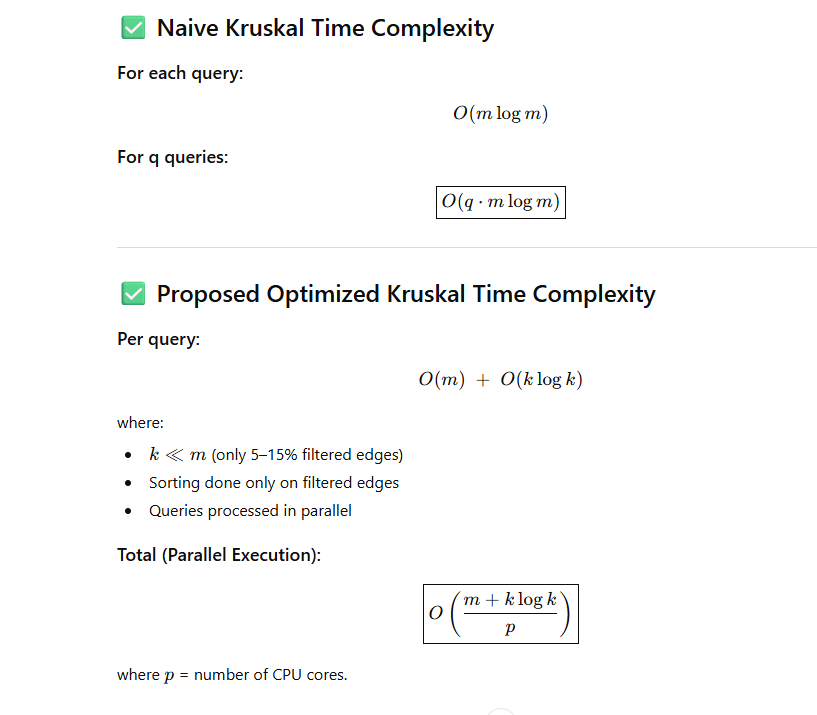 ✅ Naive Kruskal Time Complexity
For each query:
O(m log m)
For q queries:
O(q · m log m)
✅ Proposed Optimized Kruskal Time Complexity
Per query:
O(m) + O(k log k)
where:
• k ≪ m (only 5–15% filtered edges)
• Sorting done only on filtered edges
• Queries processed in parallel
Total (Parallel Execution):
O(
m + k log k
p
)
where p = number of CPU cores.